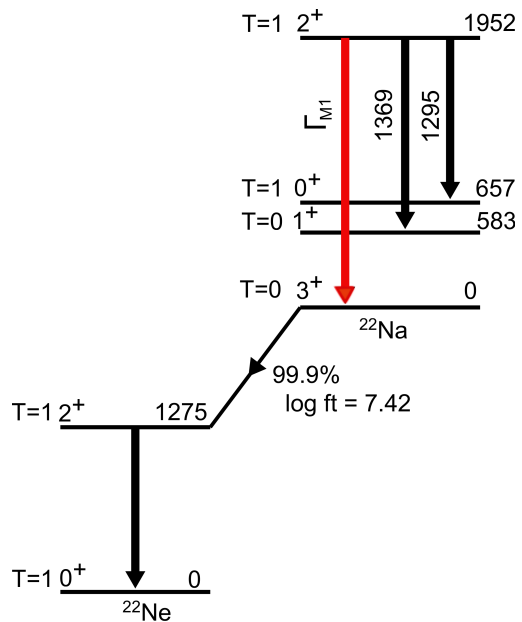 T=1 2+ 1952
ΓM1
1369
1295
T=1 0+ 657
T=0 1+ 583
T=0 3+ 0
22Na
99.9%
log ft = 7.42
T=1 2+ 1275
T=1 0+ 0
22Ne